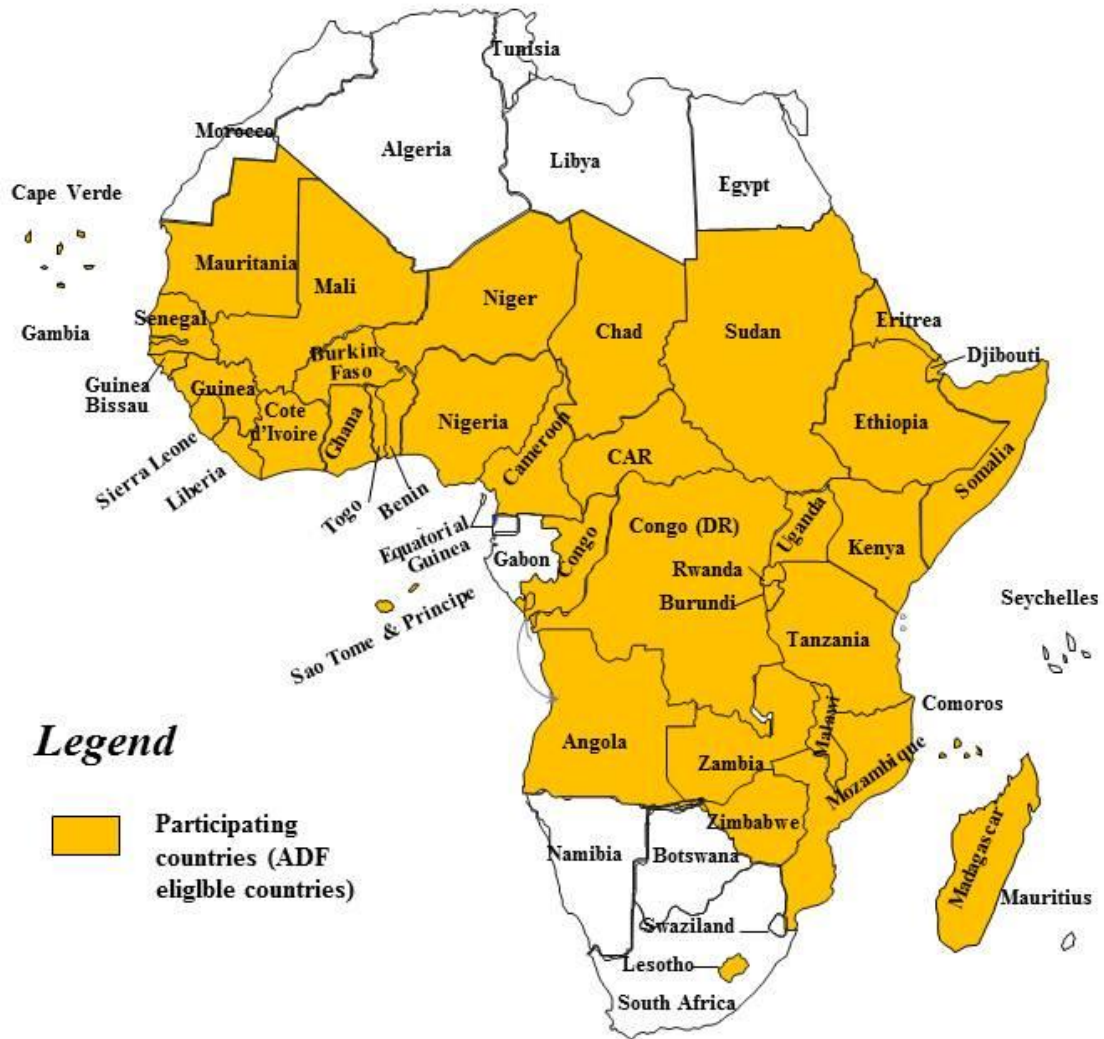 Tunisia
Morocco
Algeria
Libya
Egypt
Cape Verde
Mauritania
Mali
Niger
Chad
Sudan
Eritrea
Gambia
Senegal
Djibouti
Burkin-
Faso
Guinea
Bissau
Guinea
Cote
d'Ivoire
Ghana
Nigeria
Cameroon
CAR
Ethiopia
Somalia
Sierra Leone
Liberia
Togo
Benin
Equatorial
Guinea
Gabon
Congo
Congo (DR)
Uganda
Kenya
Rwanda
Burundi
Seychelles
Sao Tome & Principe
Tanzania
Comoros
Legend
Angola
Zambia
Malawi
Mozambique
Participating
countries (ADF
eliglble countries)
Zimbabwe
Namibia
Botswana
Madagascar
Mauritius
Swaziland
Lesotho
South Africa